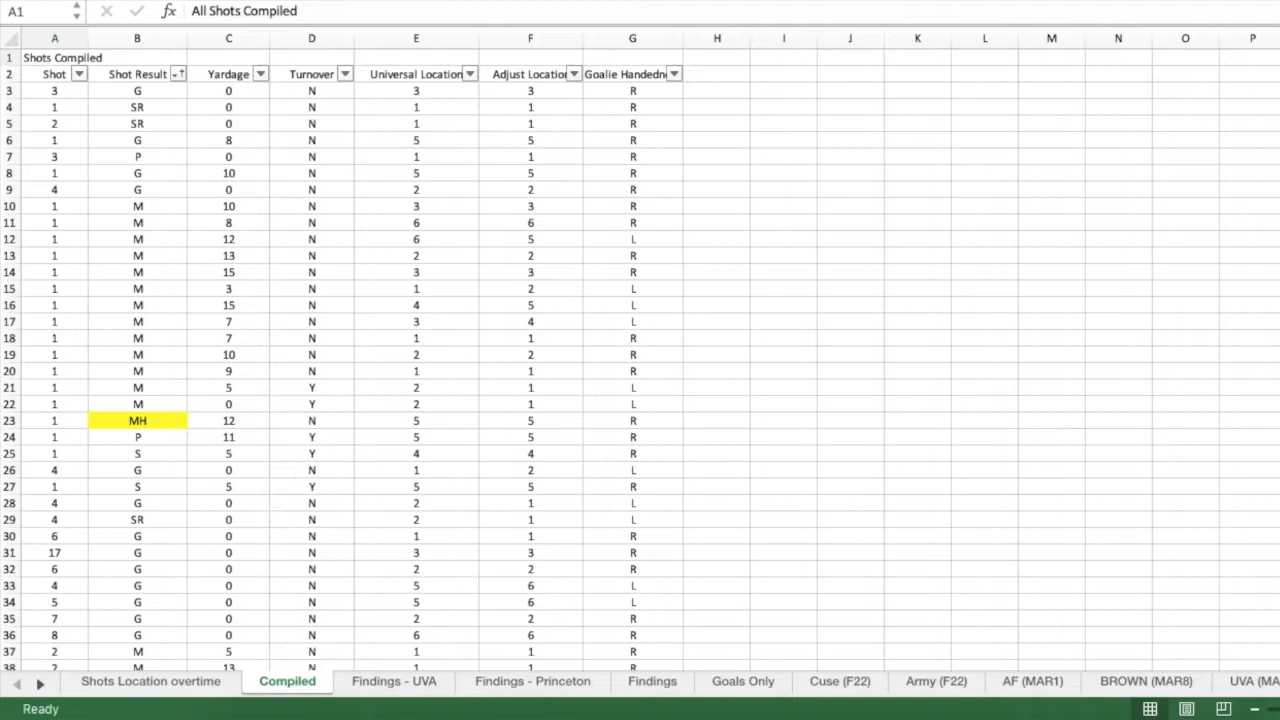 A1 fx All Shots Compiled
A B C D E F G H I J K L M N O P
1 Shots Compiled
2 Shot Shot Result Yardage Turnover Universal Location Adjust Location Goalie Handedn
3 3 G 0 N 3 3 R
4 1 SR 0 N 1 1 R
5 2 SR 0 N 1 1 R
6 1 G 8 N 5 5 R
7 3 P 0 N 1 1 R
8 1 G 10 N 5 5 R
9 4 G 0 N 2 2 R
10 1 M 10 N 3 3 R
11 1 M 8 N 6 6 R
12 1 M 12 N 6 5 L
13 1 M 13 N 2 2 R
14 1 M 15 N 3 3 R
15 1 M 3 N 1 2 L
16 1 M 15 N 4 5 L
17 1 M 7 N 3 4 L
18 1 M 7 N 1 1 R
19 1 M 10 N 2 2 R
20 1 M 9 N 1 1 R
21 1 M 5 Y 2 1 L
22 1 M 0 Y 2 1 L
23 1 MH 12 N 5 5 R
24 1 P 11 Y 5 5 R
25 1 S 5 Y 4 4 R
26 4 G 0 N 1 2 L
27 1 S 5 Y 5 5 R
28 4 G 0 N 2 1 L
29 4 SR 0 N 2 1 L
30 6 G 0 N 1 1 R
31 17 G 0 N 3 3 R
32 6 G 0 N 2 2 R
33 4 G 0 N 5 6 L
34 5 G 0 N 5 6 L
35 7 G 0 N 2 2 R
36 8 G 0 N 6 6 R
37 2 M 5 N 1 1 R
38 2 M 13 N 1 1 R
Shots Location overtime Compiled Findings - UVA Findings - Princeton Findings Goals Only Cuse (F22) Army (F22) AF (MAR1) BROWN (MAR8) UVA (MA
Ready